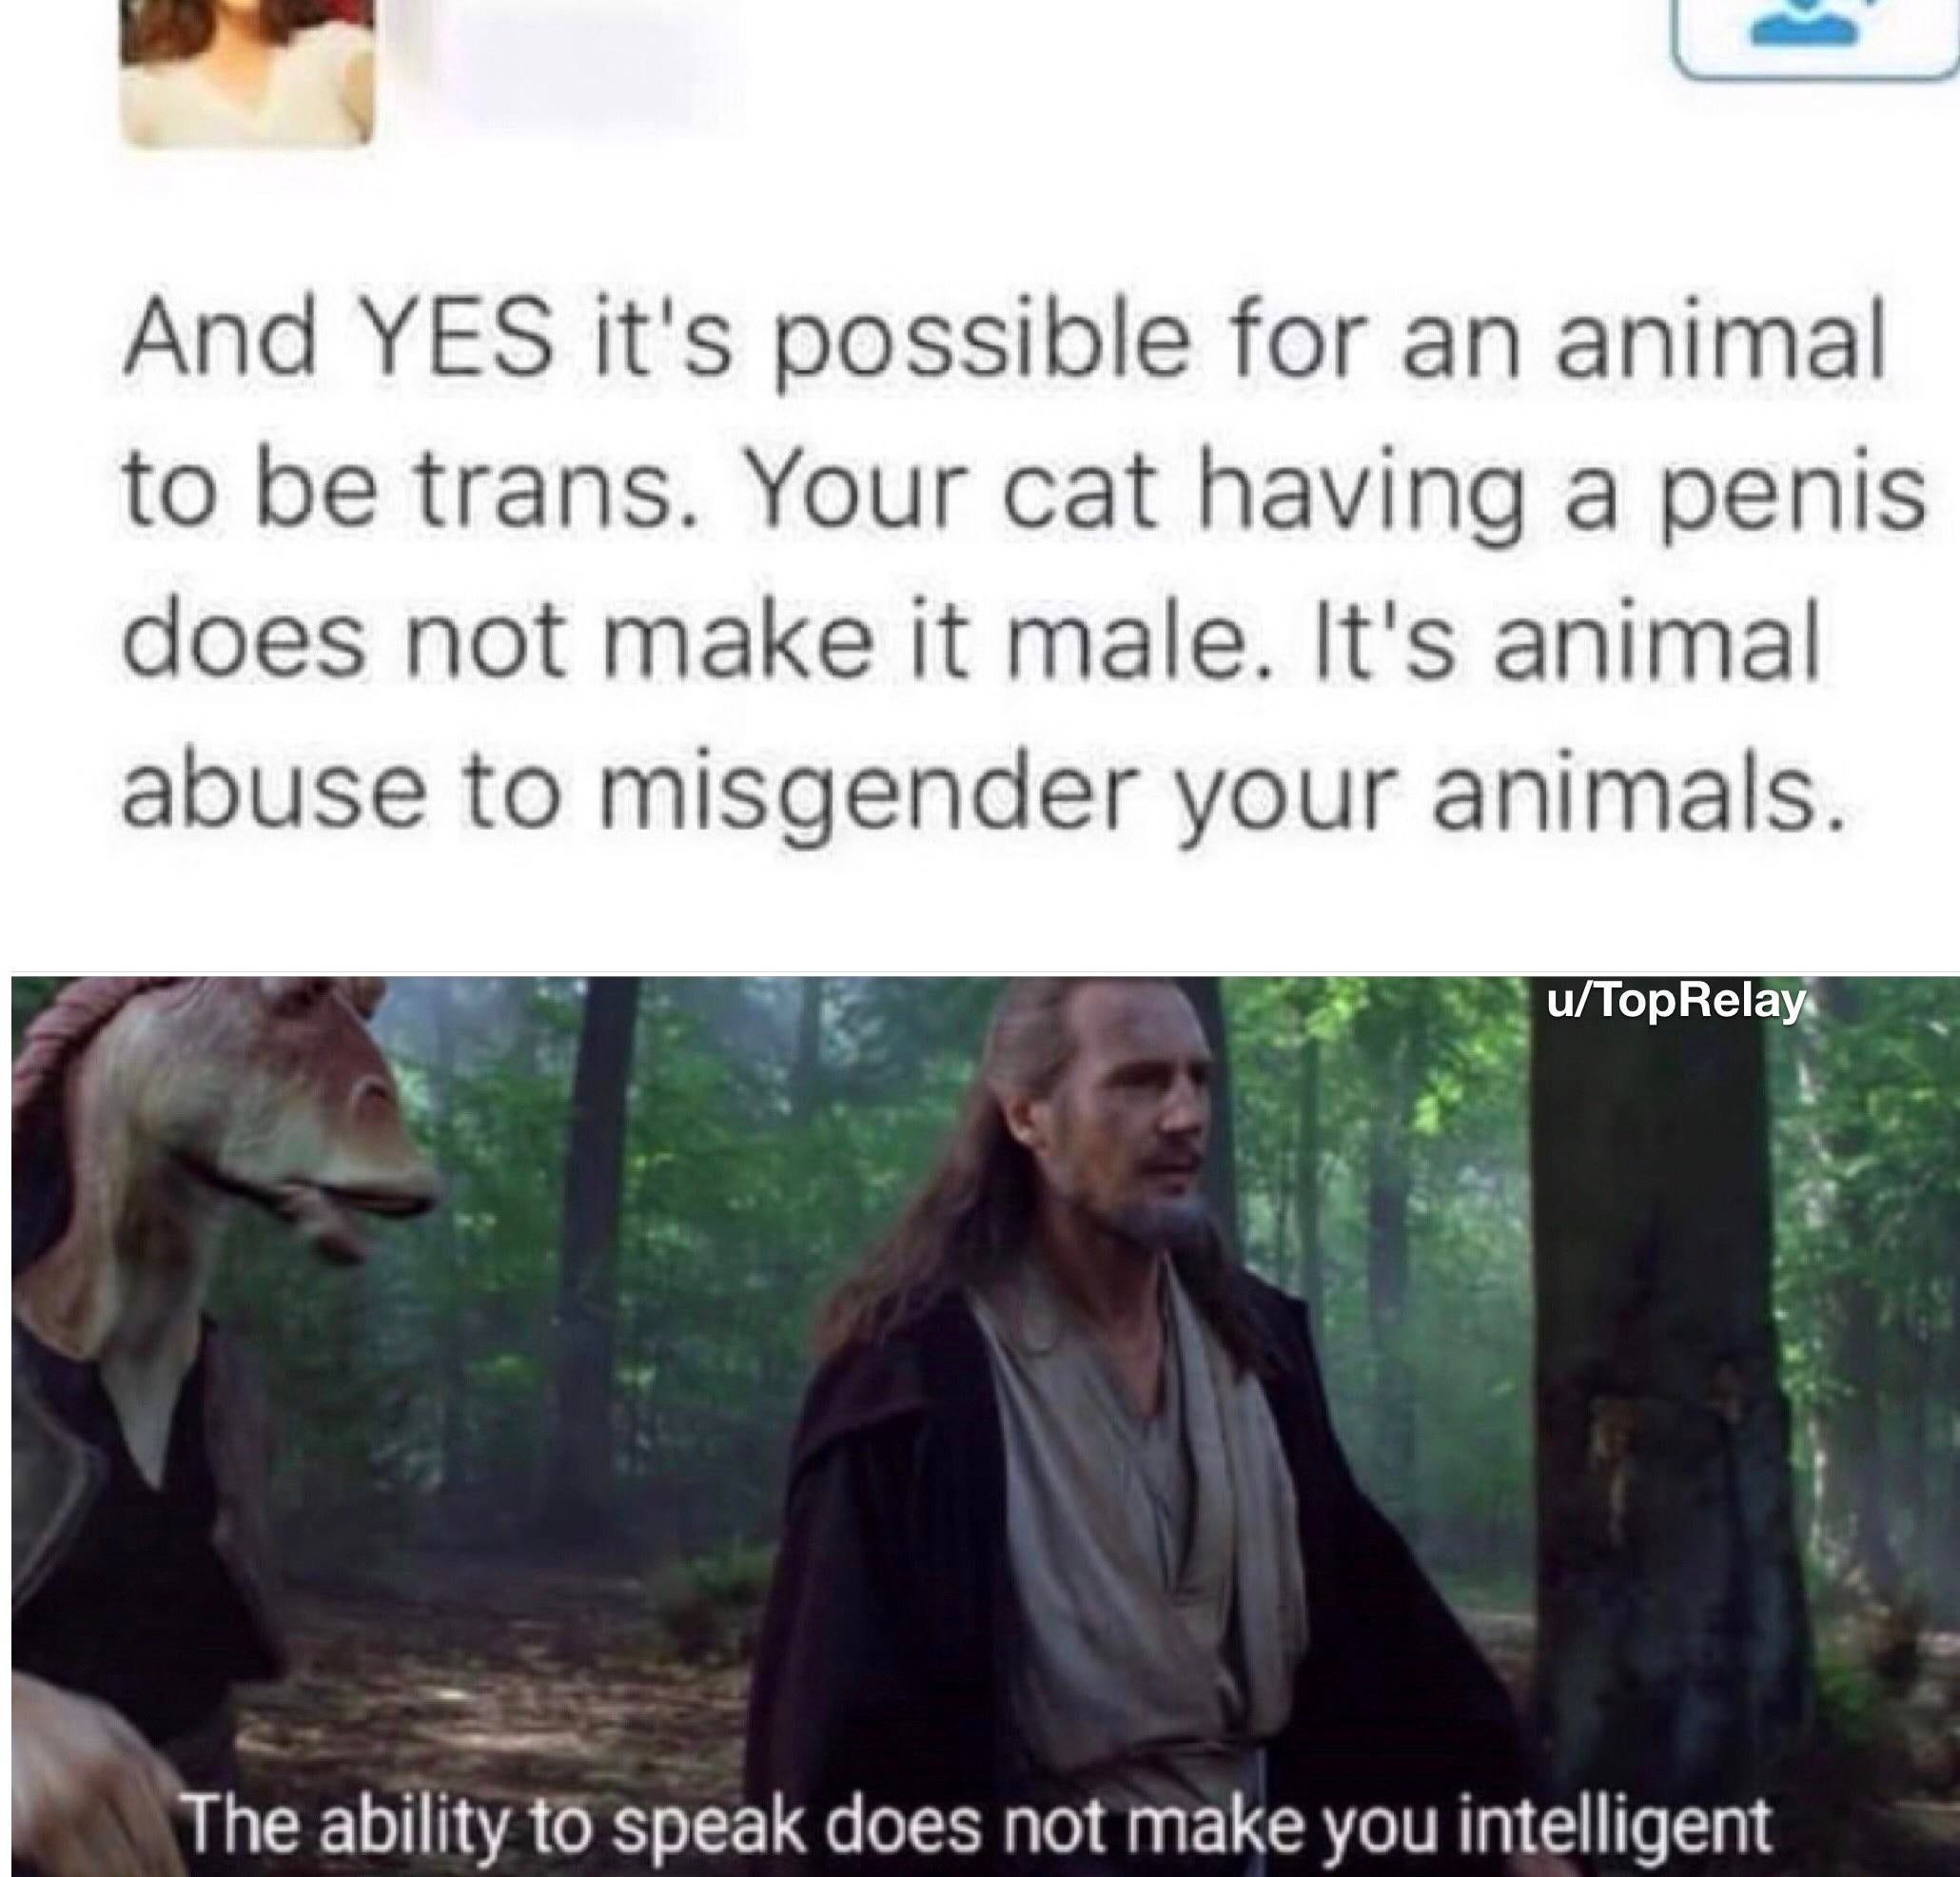 And YES it's possible for an animal
to be trans. Your cat having a penis
does not make it male. It's animal
abuse to misgender your animals.
u/TopRelay
The ability to speak does not make you intelligent